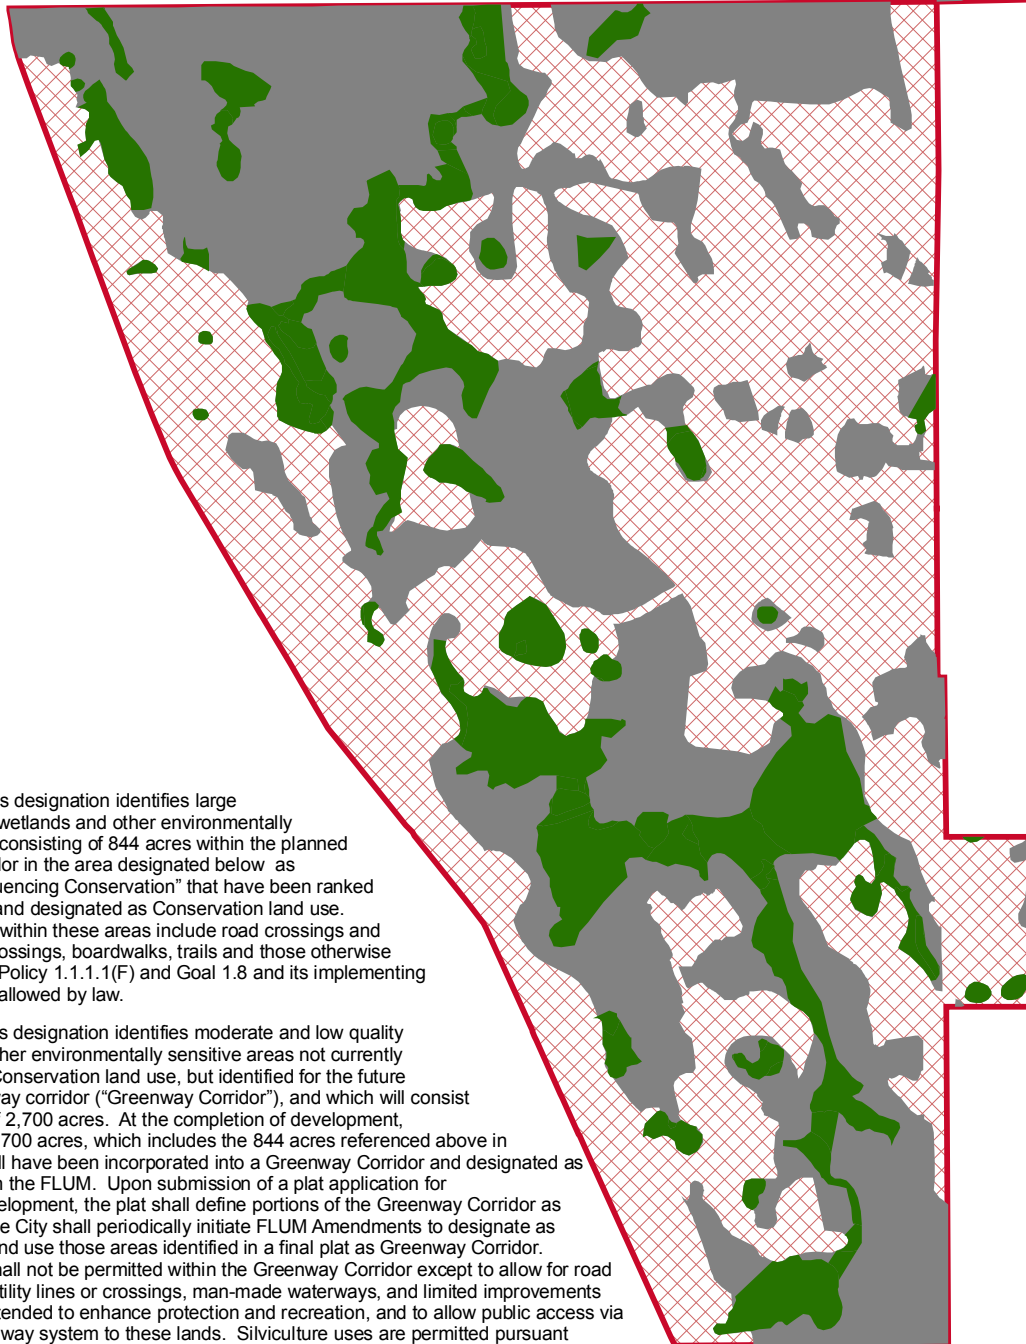 s designation identifies large
wetlands and other environmentally
consisting of 844 acres within the planned
lor in the area designated below as
uencing Conservation” that have been ranked
and designated as Conservation land use.
within these areas include road crossings and
ossings, boardwalks, trails and those otherwise
Policy 1.1.1.1(F) and Goal 1.8 and its implementing
allowed by law.
s designation identifies moderate and low quality
her environmentally sensitive areas not currently
Conservation land use, but identified for the future
ay corridor (“Greenway Corridor”), and which will consist
f 2,700 acres. At the completion of development,
700 acres, which includes the 844 acres referenced above in
ll have been incorporated into a Greenway Corridor and designated as
n the FLUM. Upon submission of a plat application for
elopment, the plat shall define portions of the Greenway Corridor as
e City shall periodically initiate FLUM Amendments to designate as
nd use those areas identified in a final plat as Greenway Corridor.
hall not be permitted within the Greenway Corridor except to allow for road
tility lines or crossings, man-made waterways, and limited improvements
tended to enhance protection and recreation, and to allow public access via
way system to these lands. Silviculture uses are permitted pursuant